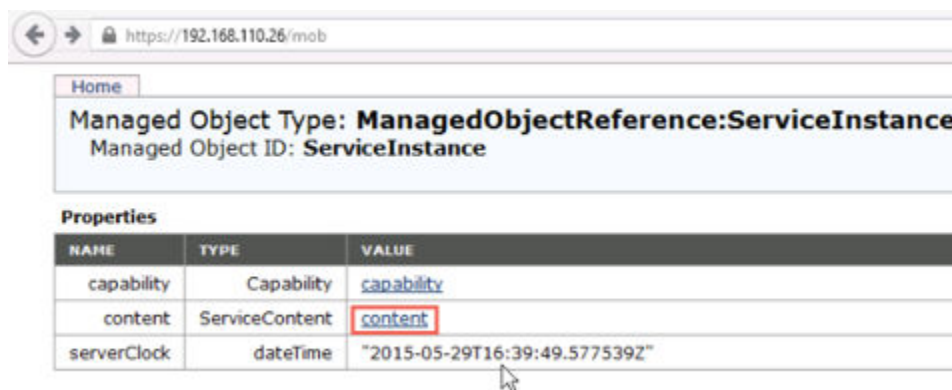 https://192.168.110.26/mob
Home
Managed Object Type: ManagedObjectReference:ServiceInstance
Managed Object ID: ServiceInstance
Properties
NAME TYPE VALUE
capability Capability capability
content ServiceContent content
serverClock dateTime "2015-05-29T16:39:49.577539Z"